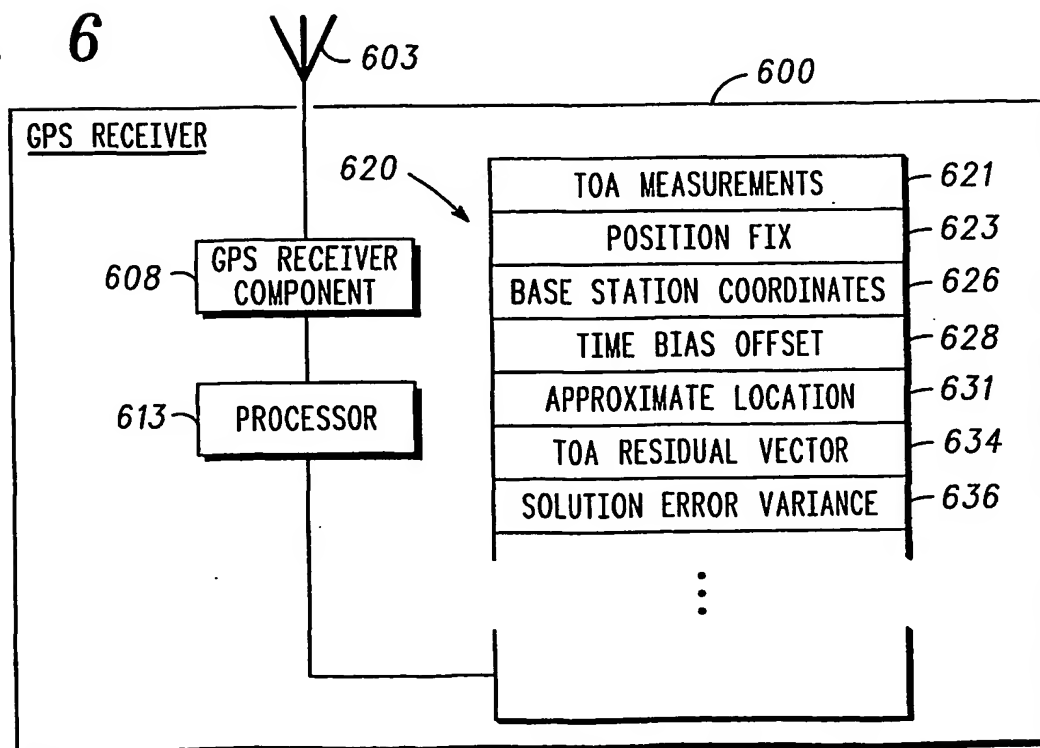 6
603
600
GPS RECEIVER
620
TOA MEASUREMENTS
621
POSITION FIX
623
608
GPS RECEIVER
COMPONENT
BASE STATION COORDINATES
626
TIME BIAS OFFSET
628
613
PROCESSOR
APPROXIMATE LOCATION
631
TOA RESIDUAL VECTOR
634
SOLUTION ERROR VARIANCE
636